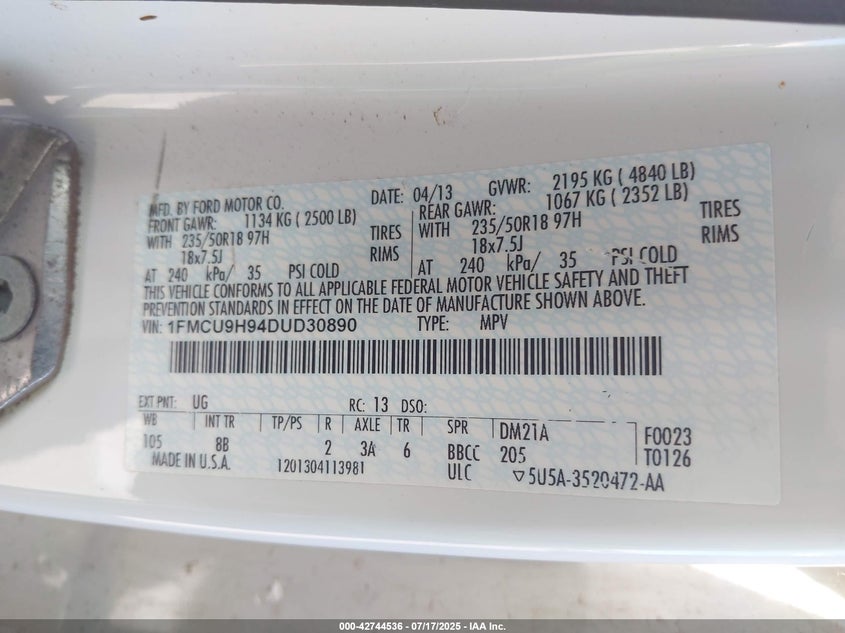 MFD. BY FORD MOTOR CO. DATE: 04/13 GVWR: 2195 KG ( 4840 LB)
FRONT GAWR: 1134 KG ( 2500 LB) REAR GAWR: 1067 KG ( 2352 LB)
WITH 235/50R18 97H TIRES WITH 235/50R18 97H TIRES
18x7.5J RIMS 18x7.5J RIMS
AT 240 kPa/ 35 PSI COLD AT 240 kPa/ 35 PSI COLD
THIS VEHICLE CONFORMS TO ALL APPLICABLE FEDERAL MOTOR VEHICLE SAFETY AND THEFT
PREVENTION STANDARDS IN EFFECT ON THE DATE OF MANUFACTURE SHOWN ABOVE.
VIN: 1FMCU9H94DUD30890 TYPE: MPV
EXT PNT: UG RC: 13 DSO:
WB INT TR TP/PS R AXLE TR SPR DM21A F0023
105 8B 2 3A 6 BBCC 205 T0126
MADE IN U.S.A. 1201304113981 ULC ▽5U5A-3520472-AA
000-42744536 - 07/17/2025 - IAA Inc.